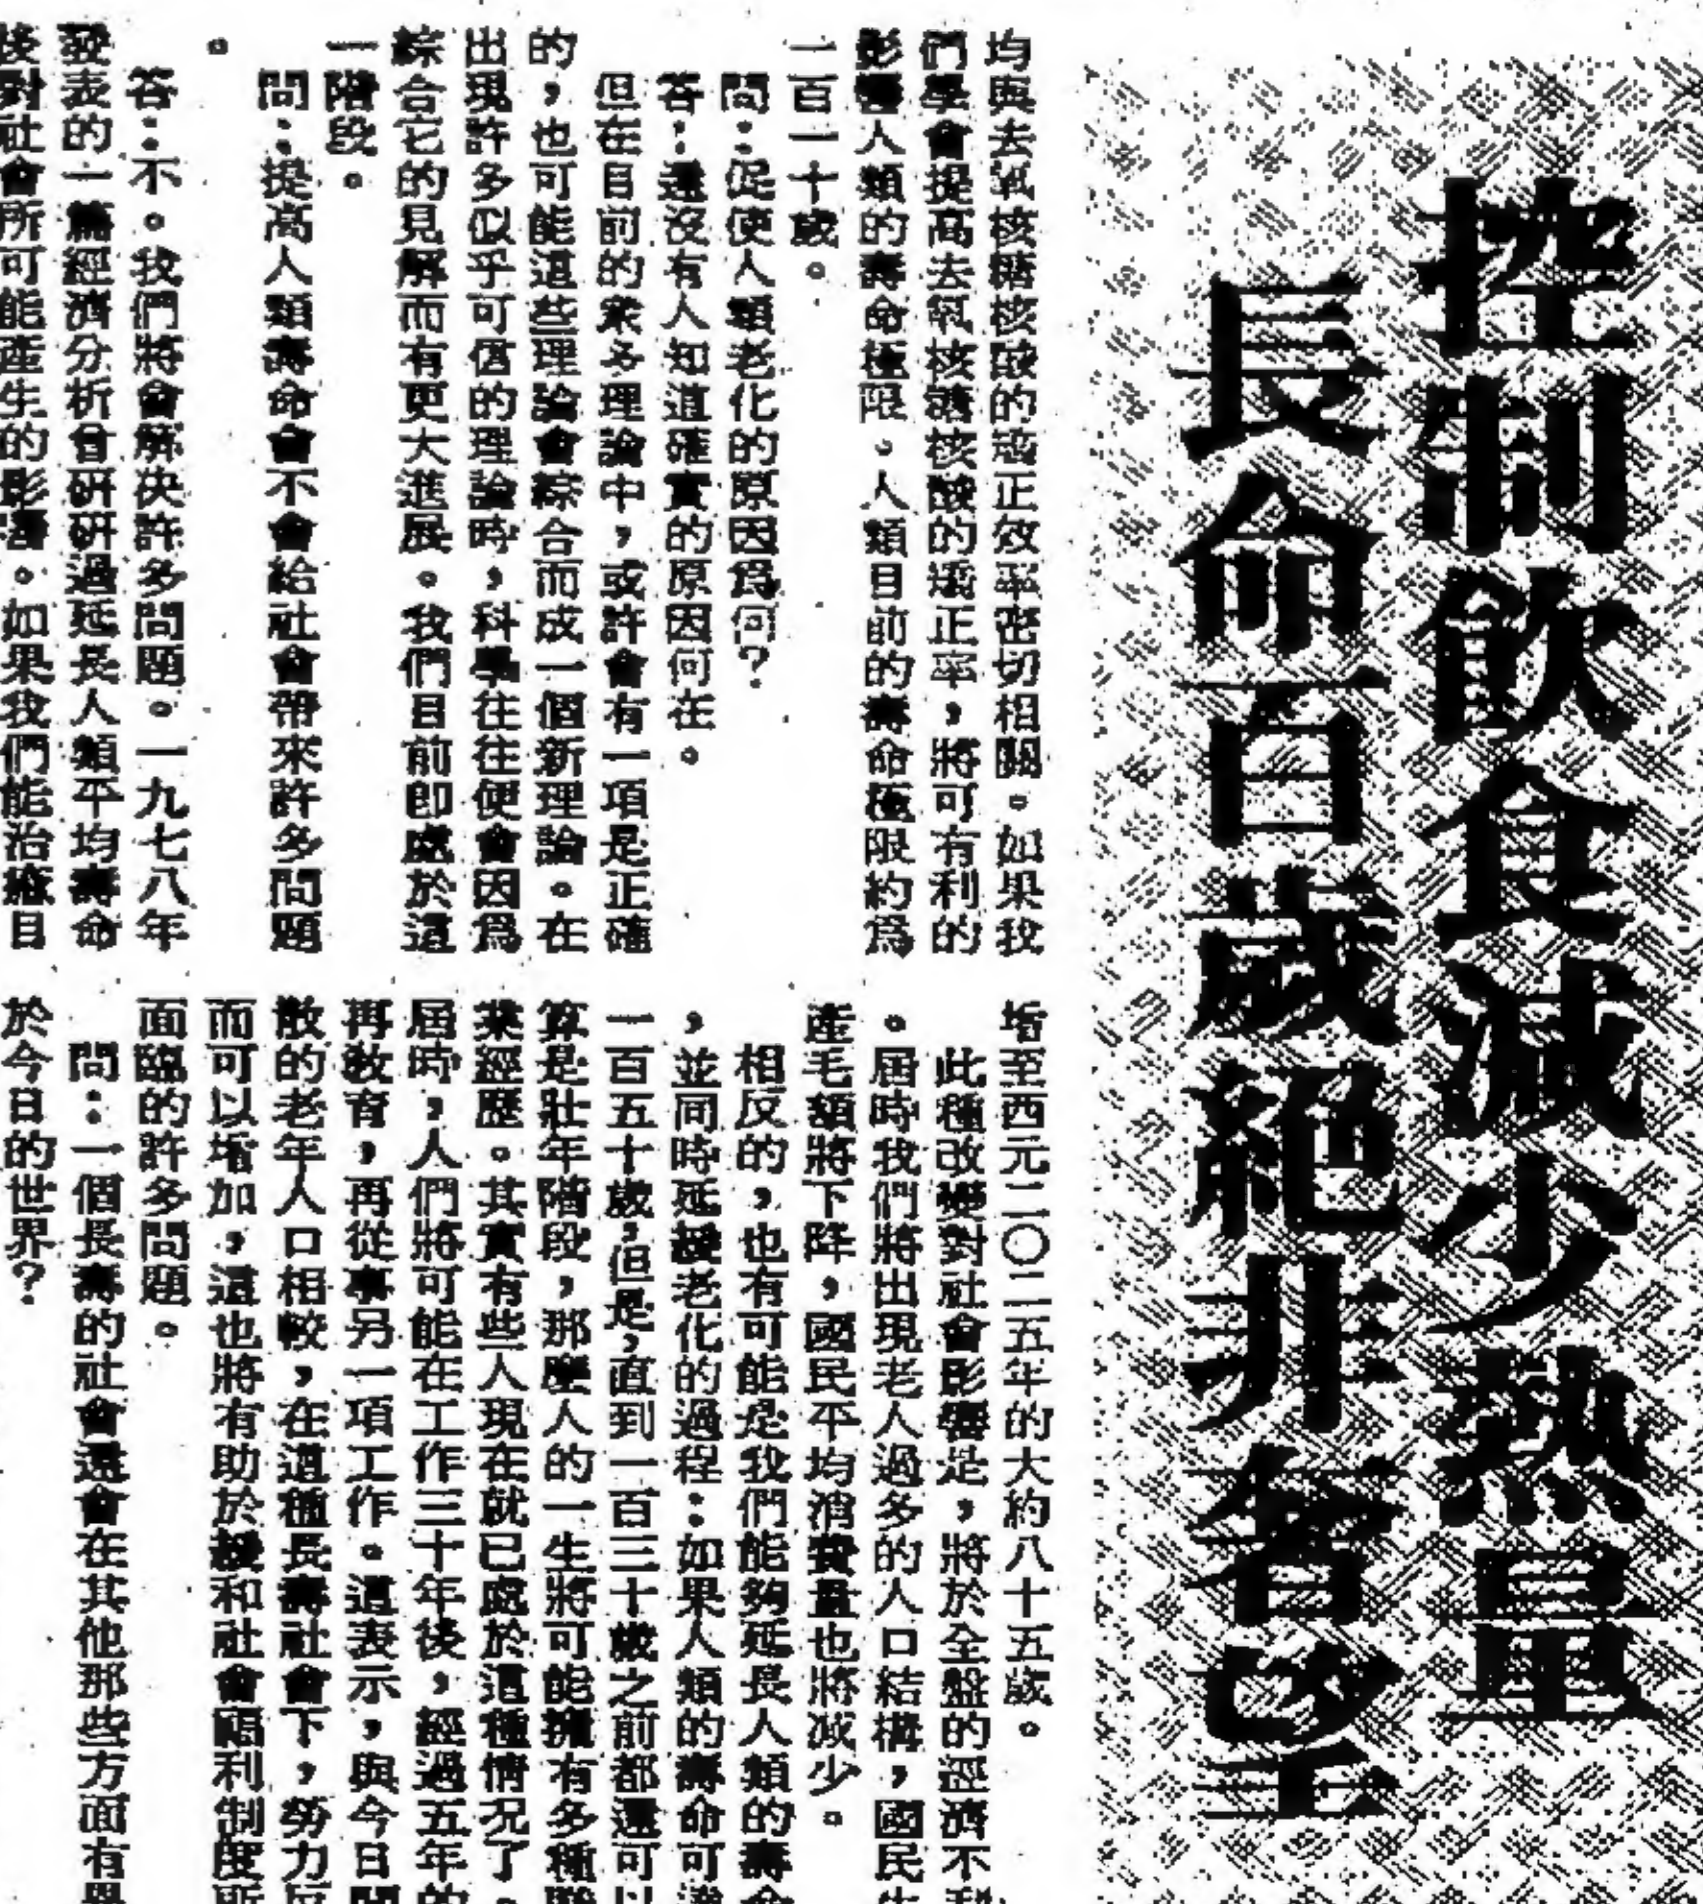 控制飲食減少熱量
長命百歲絕非奢望
均與去氧核糖核酸的矯正效率密切相關。如果我
們學會提高去氧核糖核酸的矯正率，將可有利的
影響人類的壽命極限。人類目前的壽命極限約爲
一百一十歲。
問：促使人類老化的原因爲何？
答：還沒有人知道確實的原因何在。
但在目前的衆多理論中，或許會有一項是正確
的，也可能這些理論會綜合而成一個新理論。在
出現許多似乎可信的理論時，科學往往便會因爲
綜合它的見解而有更大進展。我們目前卽處於這
一階段。
問：提高人類壽命會不會給社會帶來許多問題
。
答：不。我們將會解決許多問題。一九七八年
發表的一篇經濟分析會研研過延長人類平均壽命
後對社會所可能產生的影響。如果我們能治癒目
增至西元二〇二五年的大約八十五歲。
此種改變對社會影響是，將於全盤的逕濟不利
。屆時我們將出現老人過多的人口結構，國民生
產毛額將下降，國民平均消費量也將減少。
相反的，也有可能是我們能夠延長人類的壽命
，並同時延緩老化的過程：如果人類的壽命可達
一百五十歲，但是，直到一百三十歲之前都還可以
算是壯年階段，那麼人的一生將可能擁有多種職
業經歷。其實有些人現在就已處於這種情况了。
屆時，人們將可能在工作三十年後，經過五年的
再敎育，再從事另一項工作。這表示，與今日
散的老年人口相較，在這種長壽社會下，勞力反
而可以增加，這也將有助於緩和社會福利制度所
面臨的許多問題。
問：一個長壽的社會還會在其他那些方面有異
於今日的世界？